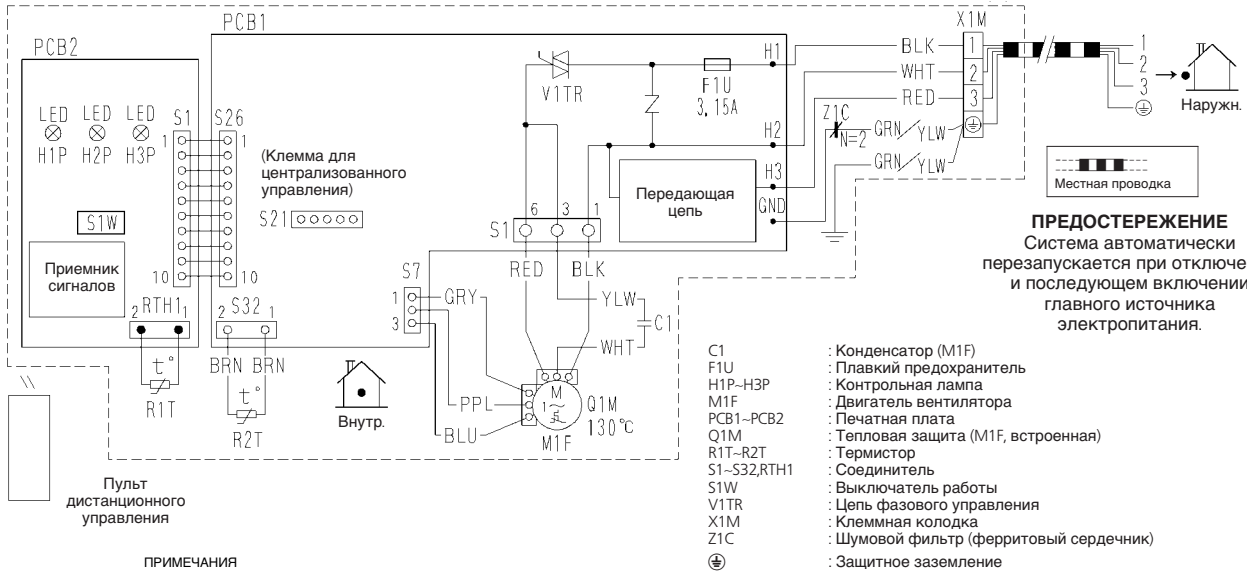 PCB2
PCB1
LED LED LED
H1P H2P H3P
S1 S26
1 1
10 10
S1W
Приемник
сигналов
(Клемма для
централизованного
управления)
S21
V1TR
F1U
3,15A
H1
H2
H3
GND
Передающая
цепь
Z1C
N=2
BLK
WHT
RED
GRN/YLW
GRN/YLW
X1M
1
2
3
1
2
3
Наружн.
Местная проводка
ПРЕДОСТЕРЕЖЕНИЕ
Система автоматически
перезапускается при отключе
и последующем включении
главного источника
электропитания.
2 RTH1 1
2 S32 1
BRN BRN
t°
R1T
t°
R2T
S7
1
3
GRY
PPL
BLU
S1
6 3 1
RED BLK
YLW
C1
WHT
M
1~
Q1M
130°C
M1F
Внутр.
Пульт
дистанционного
управления
C1 : Конденсатор (M1F)
F1U : Плавкий предохранитель
H1P~H3P : Контрольная лампа
M1F : Двигатель вентилятора
PCB1~PCB2 : Печатная плата
Q1M : Тепловая защита (M1F, встроенная)
R1T~R2T : Термистор
S1~S32,RTH1 : Соединитель
S1W : Выключатель работы
V1TR : Цепь фазового управления
X1M : Клеммная колодка
Z1C : Шумовой фильтр (ферритовый сердечник)
: Защитное заземление
ПРИМЕЧАНИЯ